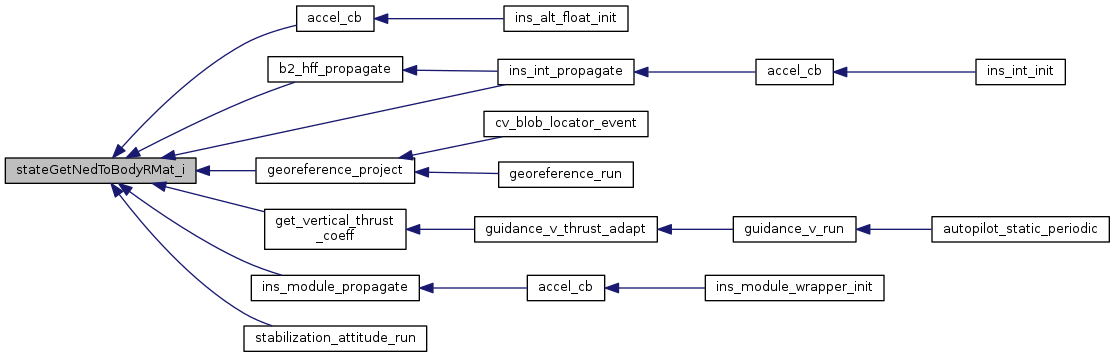 accel_cb
ins_alt_float_init
b2_hff_propagate
ins_int_propagate
accel_cb
ins_int_init
cv_blob_locator_event
stateGetNedToBodyRMat_i
georeference_project
georeference_run
get_vertical_thrust
_coeff
guidance_v_thrust_adapt
guidance_v_run
autopilot_static_periodic
ins_module_propagate
accel_cb
ins_module_wrapper_init
stabilization_attitude_run